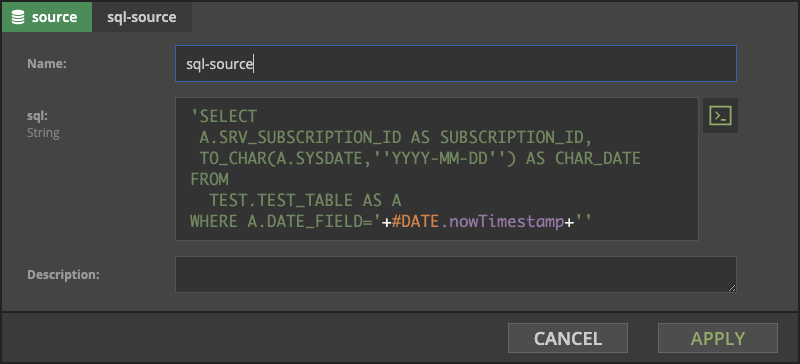 source sql-source
Name: sql-source
sql:
String
'SELECT
A.SRV_SUBSCRIPTION_ID AS SUBSCRIPTION_ID,
TO_CHAR(A.SYSDATE,''YYYY-MM-DD'') AS CHAR_DATE
FROM
TEST.TEST_TABLE AS A
WHERE A.DATE_FIELD='+#DATE.nowTimestamp+''
Description:
CANCEL APPLY